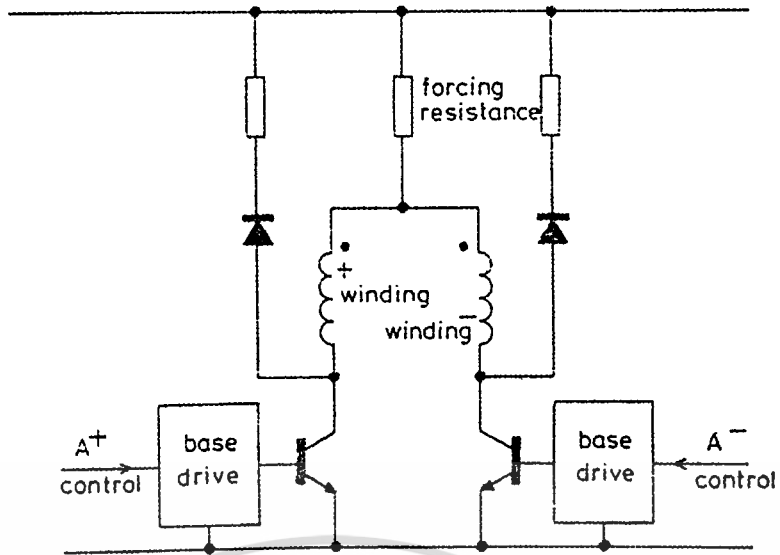 forcing
resistance
+
winding
winding
−
A+
control
base
drive
base
drive
A−
control